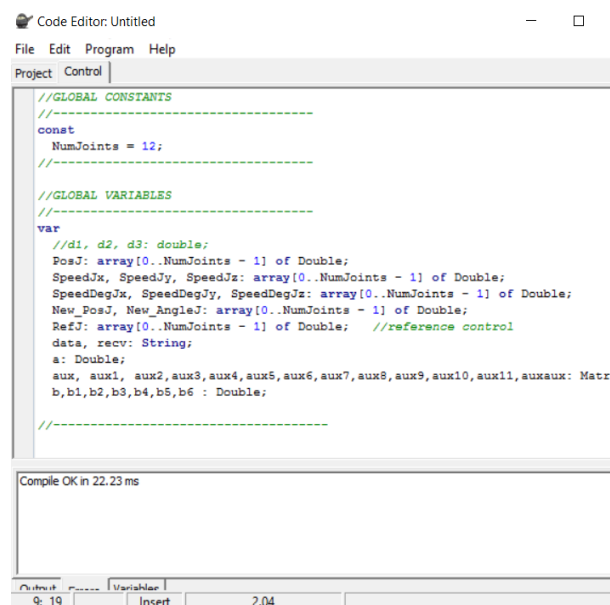 Code Editor: Untitled
File Edit Program Help
Project Control
//GLOBAL CONSTANTS
//-----------------------------------
const
NumJoints = 12;
//-----------------------------------
//GLOBAL VARIABLES
//-----------------------------------
var
//d1, d2, d3: double;
PosJ: array[0..NumJoints - 1] of Double;
SpeedJx, SpeedJy, SpeedJz: array[0..NumJoints - 1] of Double;
SpeedDegJx, SpeedDegJy, SpeedDegJz: array[0..NumJoints - 1] of Double;
New_PosJ, New_AngleJ: array[0..NumJoints - 1] of Double;
RefJ: array[0..NumJoints - 1] of Double; //reference control
data, recv: String;
a: Double;
aux, aux1, aux2,aux3,aux4,aux5,aux6,aux7,aux8,aux9,aux10,aux11,auxaux: Matr
b,b1,b2,b3,b4,b5,b6 : Double;
//-------------------------------------
Compile OK in 22.23 ms
Output Errors Variables
9: 19 Insert 2.04